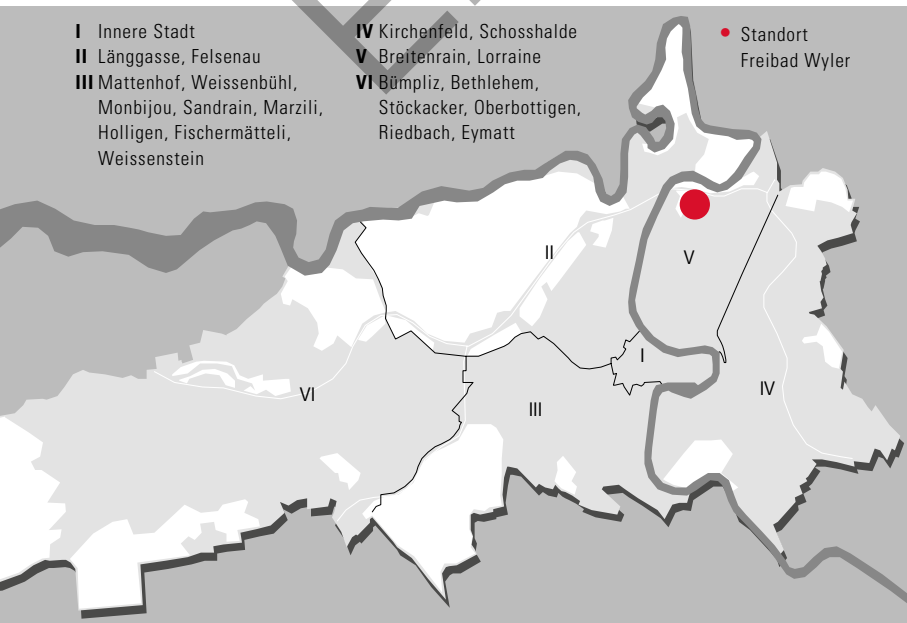 I Innere Stadt
II Länggasse, Felsenau
III Mattenhof, Weissenbühl,
Monbijou, Sandrain, Marzili,
Holligen, Fischermätteli,
Weissenstein
IV Kirchenfeld, Schosshalde
V Breitenrain, Lorraine
VI Bümpliz, Bethlehem,
Stöckacker, Oberbottigen,
Riedbach, Eymatt
Standort
Freibad Wyler
II
V
I
VI
III
IV